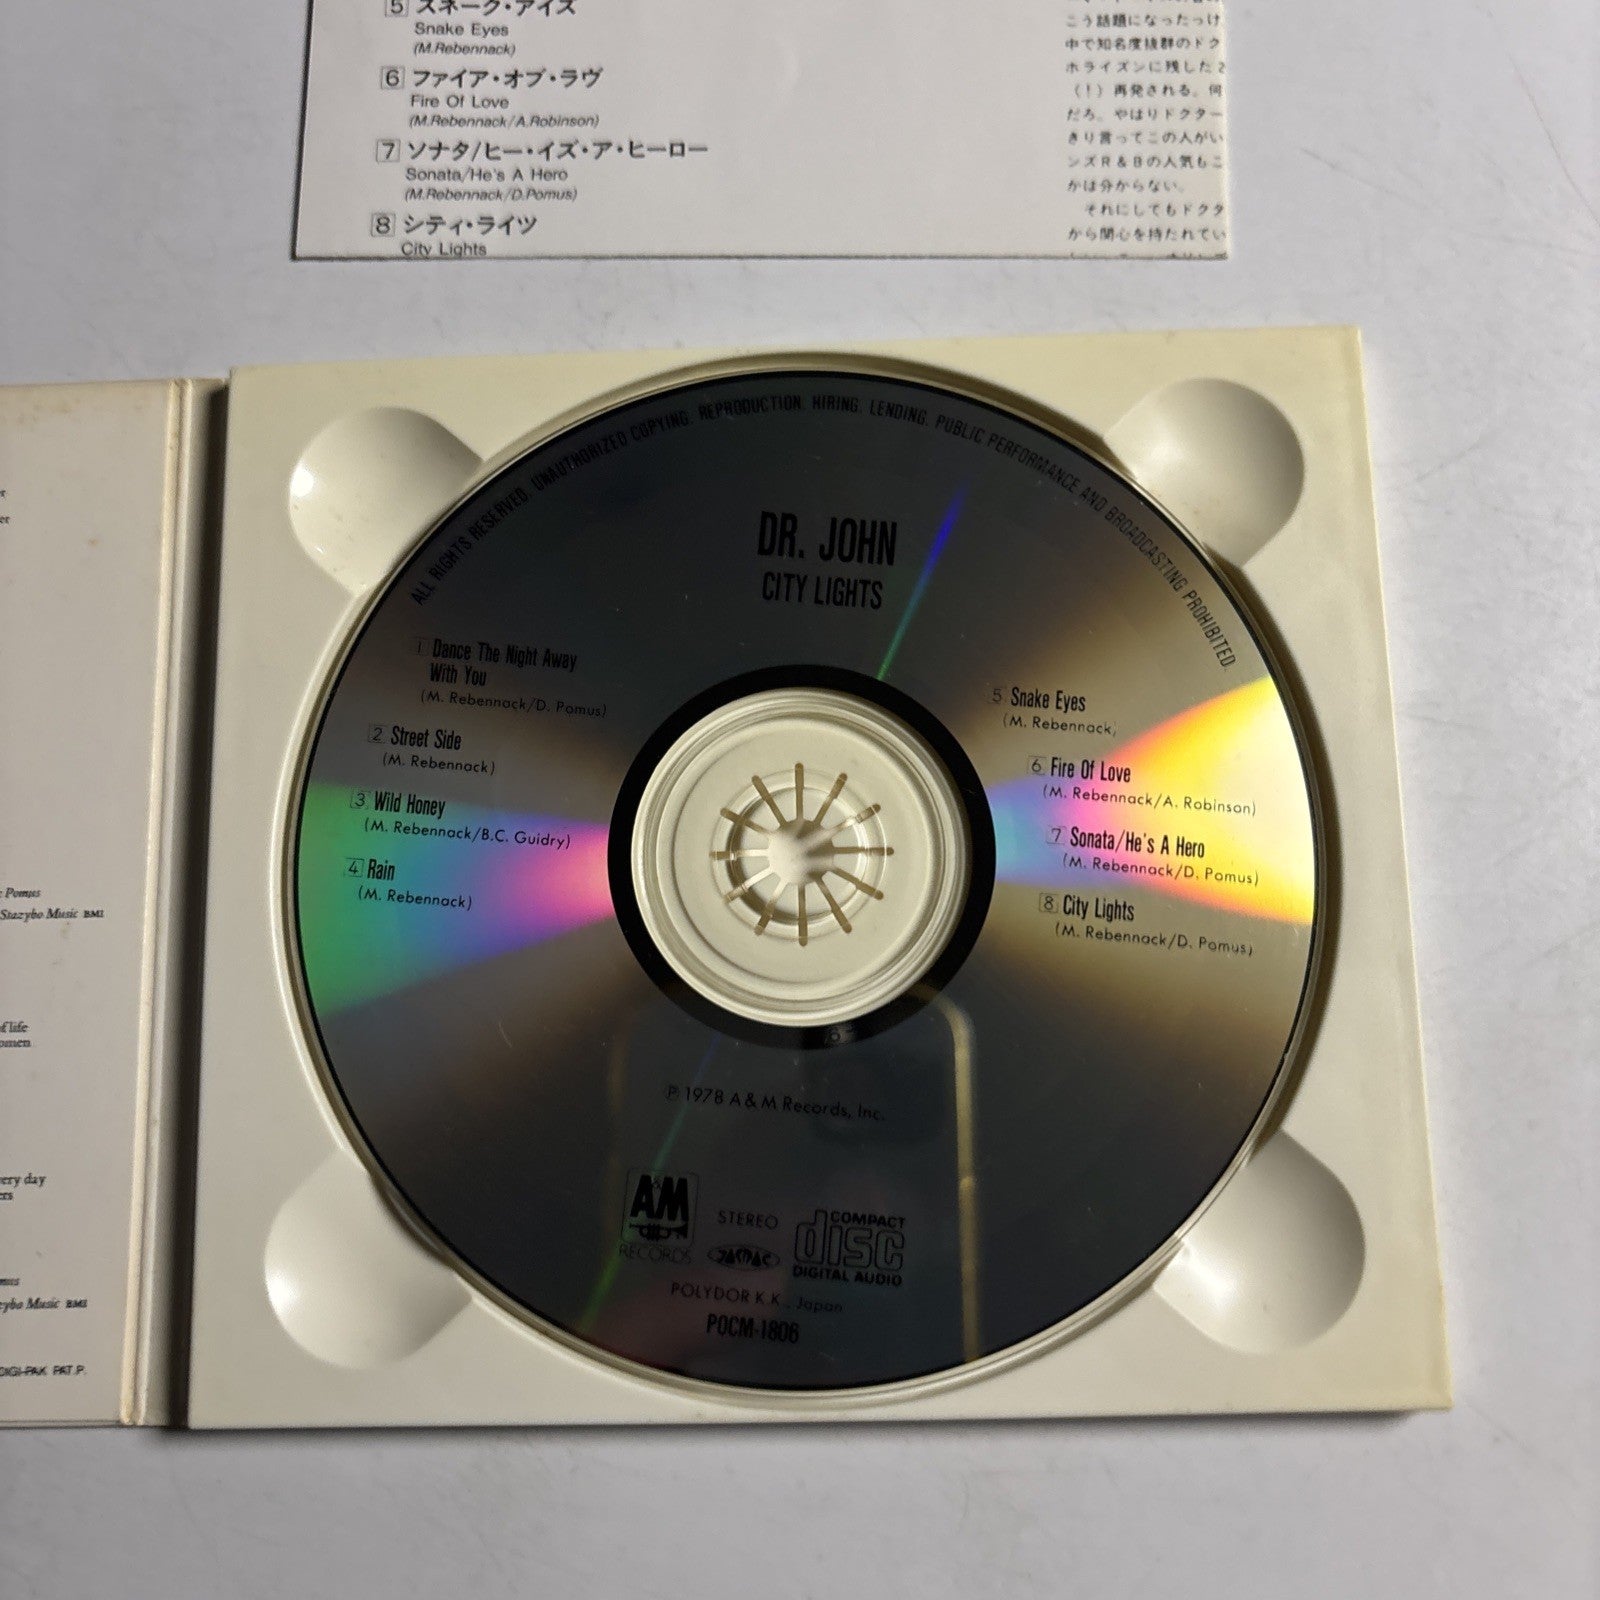 5 スネーク・アイズ
Snake Eyes
(M.Rebennack)
6 ファイア・オブ・ラヴ
Fire Of Love
(M.Rebennack/A.Robinson)
7 ソナタ/ヒー・イズ・ア・ヒーロー
Sonata/He's A Hero
(M.Rebennack/D.Pomus)
8 シティ・ライツ
City Lights
こう話題になったっけ
中で知名度抜群のドク
ホライズンに残した2
(！)再発される。何
だろ。やはりドクター
きり言ってこの人がい
ンズR&Bの人気もこ
かは分からない。
それにしてもドクタ
から関心を持たれてい
er
Pomus
Stazybo Music BMI
of life
omen
ery day
ers
mus
zybo Music BMI
DIGI-PAK PAT.P.
ALL RIGHTS RESERVED. UNAUTHORIZED COPYING. REPRODUCTION. HIRING. LENDING. PUBLIC PERFORMANCE AND BROADCASTING PROHIBITED.
DR. JOHN
CITY LIGHTS
1 Dance The Night Away
With You
(M. Rebennack/D. Pomus)
2 Street Side
(M. Rebennack)
3 Wild Honey
(M. Rebennack/B.C. Guidry)
4 Rain
(M. Rebennack)
5 Snake Eyes
(M. Rebennack)
6 Fire Of Love
(M. Rebennack/A. Robinson)
7 Sonata/He's A Hero
(M. Rebennack/D. Pomus)
8 City Lights
(M. Rebennack/D. Pomus)
℗ 1978 A&M Records, Inc.
A&M
RECORDS
STEREO
JASRAC
COMPACT
disc
DIGITAL AUDIO
POLYDOR K.K., Japan
POCM-1806